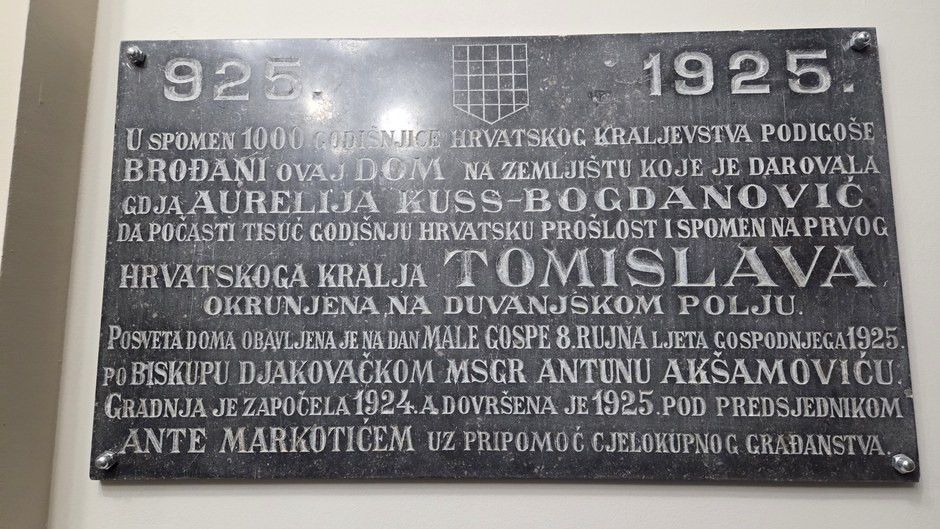 925. 1925.
U SPOMEN 1000 GODIŠNJICE HRVATSKOG KRALJEVSTVA PODIGOŠE
BROĐANI OVAJ DOM NA ZEMLJIŠTU KOJE JE DAROVALA
GDJA AURELIJA KUSS-BOGDANOVIĆ
DA POČASTI TISUĆ GODIŠNJU HRVATSKU PROŠLOST I SPOMEN NA PRVOG
HRVATSKOGA KRALJA TOMISLAVA
OKRUNJENA NA DUVANJSKOM POLJU.
POSVETA DOMA OBAVLJENA JE NA DAN MALE GOSPE 8. RUJNA LJETA GOSPODNJEGA 1925.
PO BISKUPU DJAKOVAČKOM MSGR ANTUNU AKŠAMOVIĆU.
GRADNJA JE ZAPOČELA 1924. A DOVRŠENA JE 1925. POD PREDSJEDNIKOM
ANTE MARKOTIĆEM UZ PRIPOMOĆ CJELOKUPNOG GRAĐANSTVA.